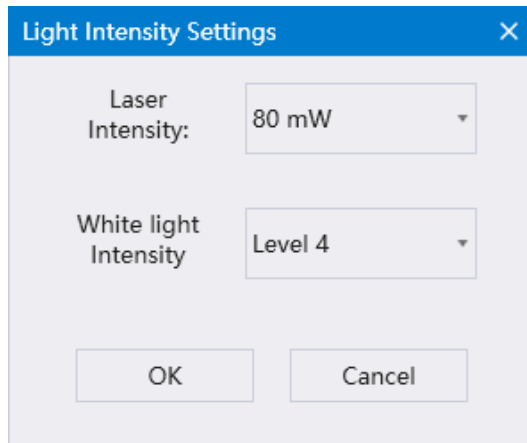 Light Intensity Settings
Laser
Intensity:
80 mW
White light
Intensity
Level 4
OK
Cancel